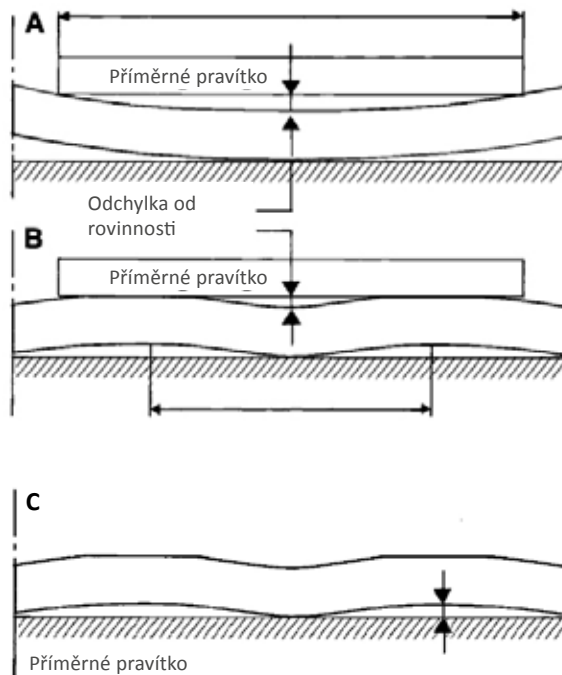 A
Příměrné pravítko
Odchylka od
rovinnosti
B
Příměrné pravítko
C
Příměrné pravítko